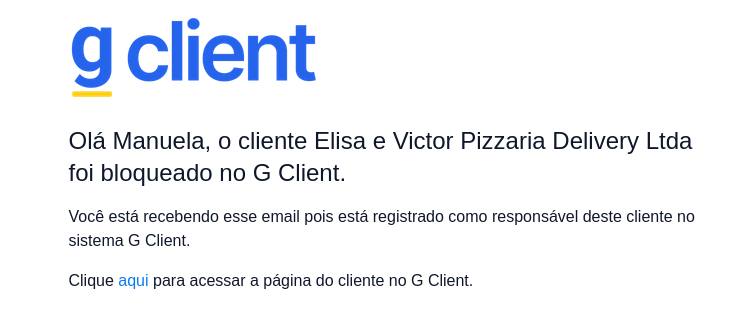 g client
Olá Manuela, o cliente Elisa e Victor Pizzaria Delivery Ltda
foi bloqueado no G Client.
Você está recebendo esse email pois está registrado como responsável deste cliente no
sistema G Client.
Clique aqui para acessar a página do cliente no G Client.